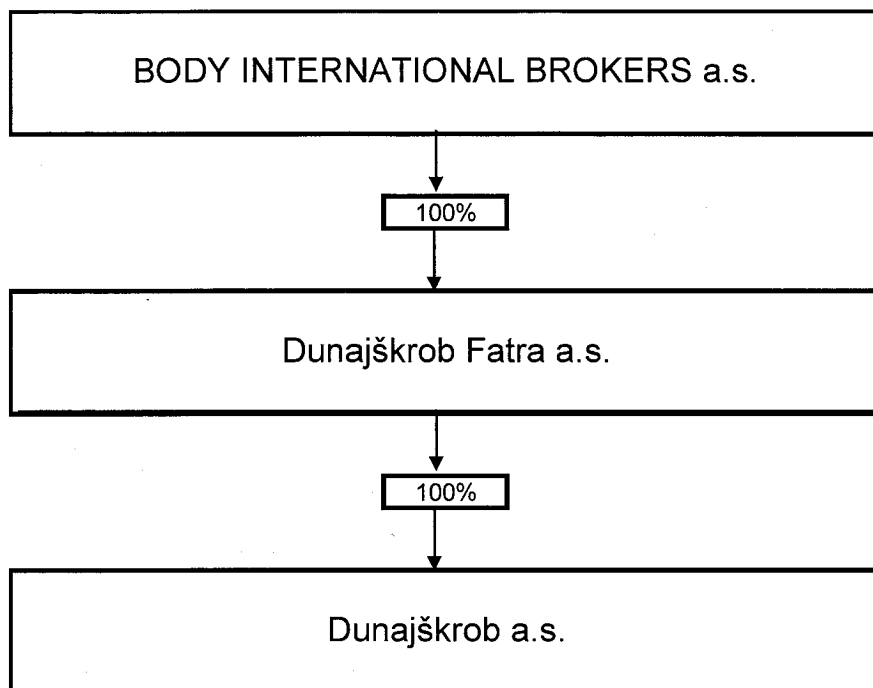 BODY INTERNATIONAL BROKERS a.s.
100%
Dunajškrob Fatra a.s.
100%
Dunajškrob a.s.